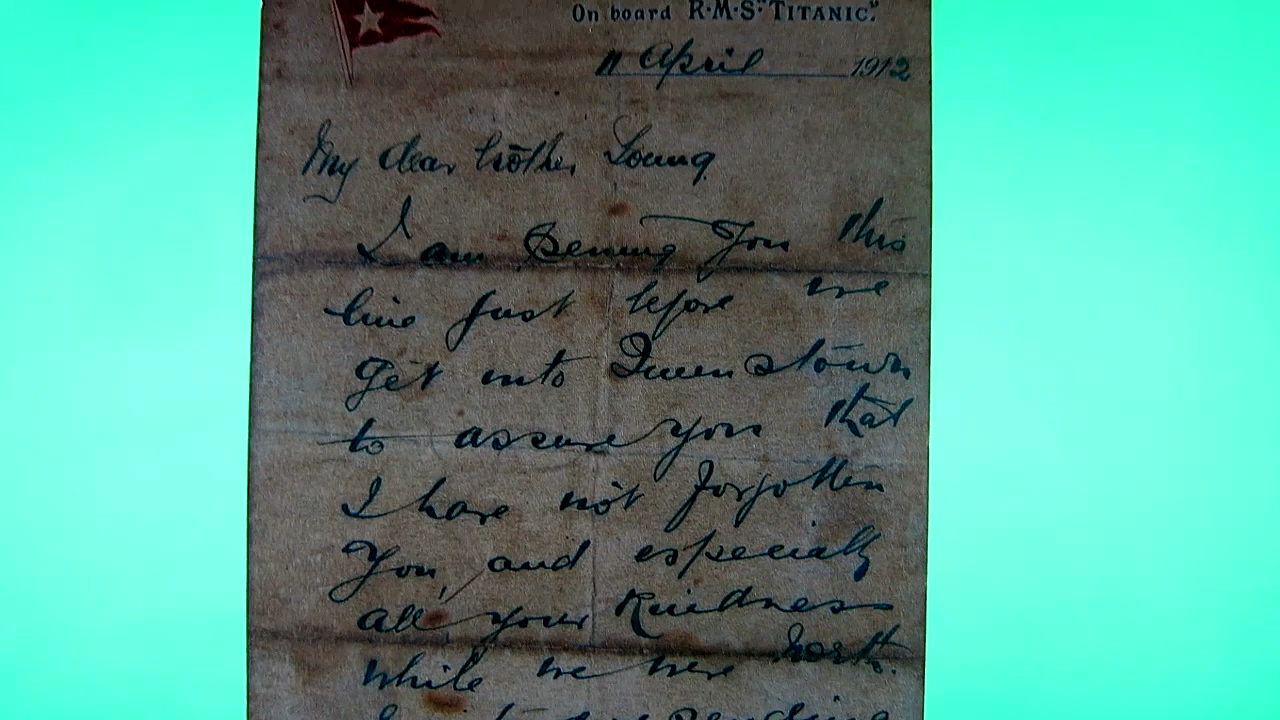 On board R·M·S· "TITANIC."
11 April 1912
My dear brother Young
I am sening you this
line just before we
get into Queenstown
to assure you that
I have not forgotten
you, and especially
all your kindness
while we were North.